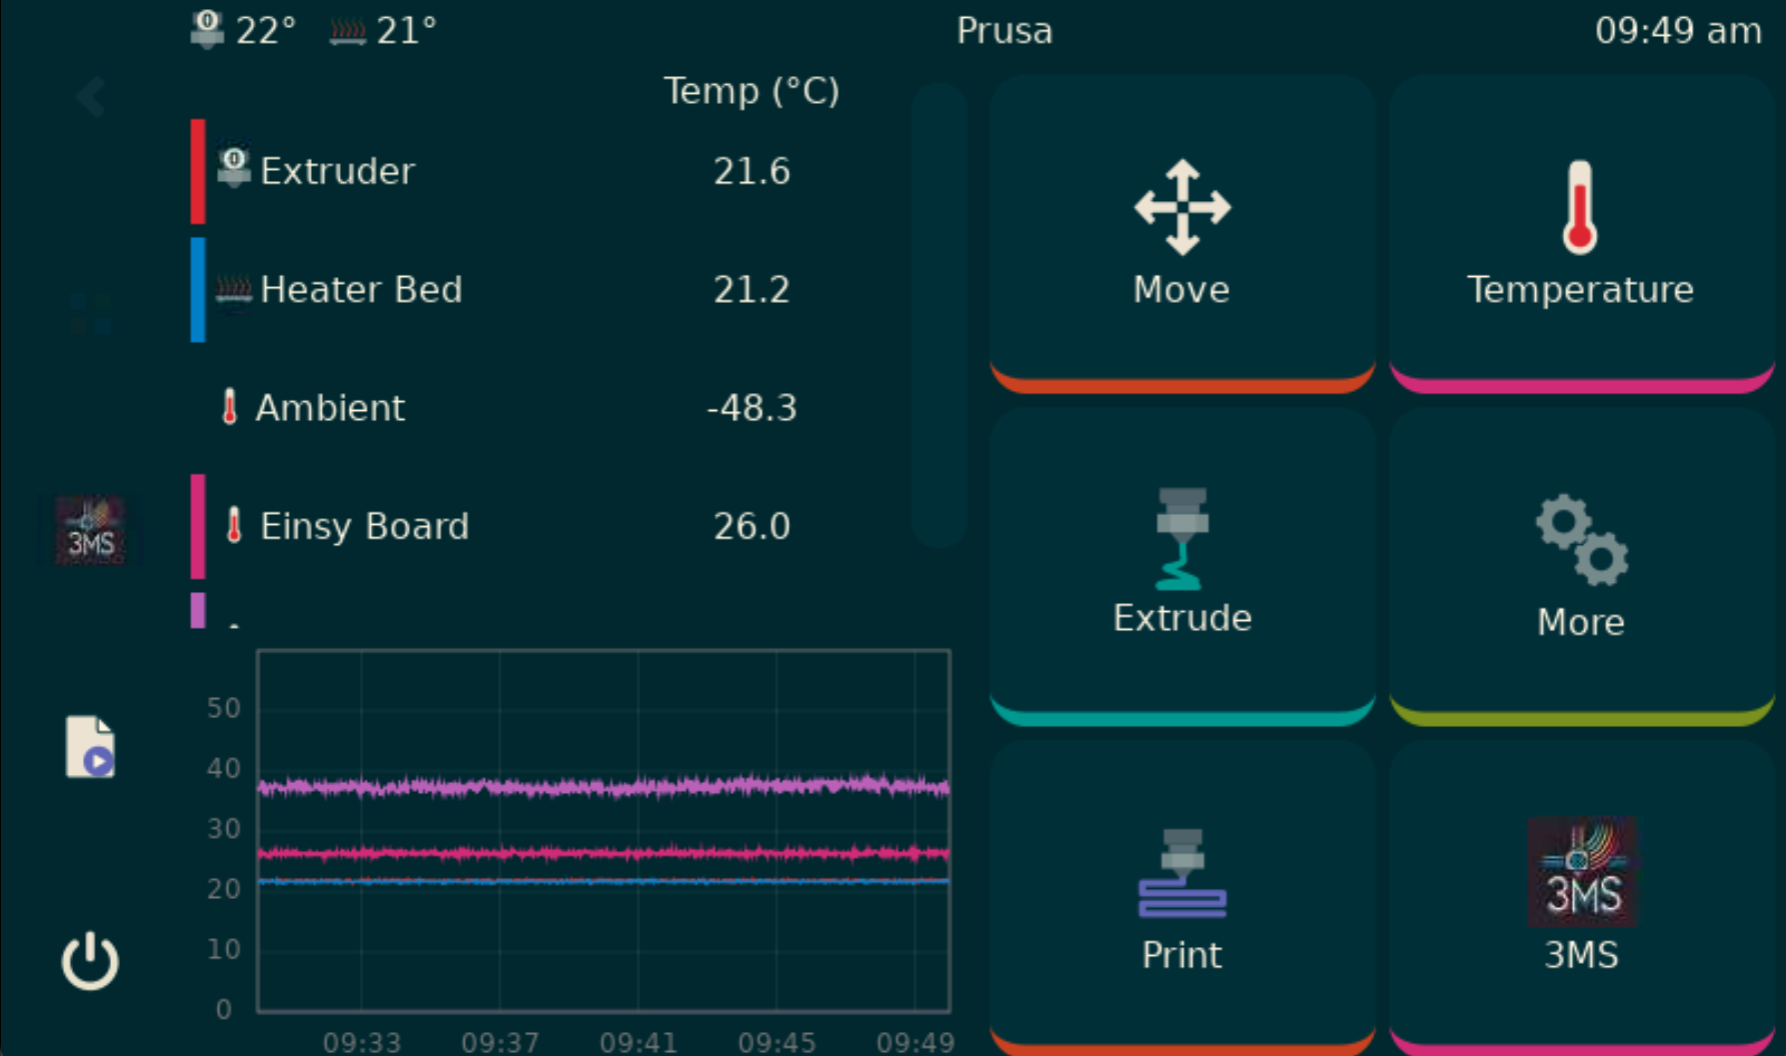 22° 21° Prusa 09:49 am
Temp (°C)
Extruder 21.6
Heater Bed 21.2
Ambient -48.3
Einsy Board 26.0
Move
Temperature
Extrude
More
3MS
50
40
30
20
10
0
09:33 09:37 09:41 09:45 09:49
Print
3MS
3MS